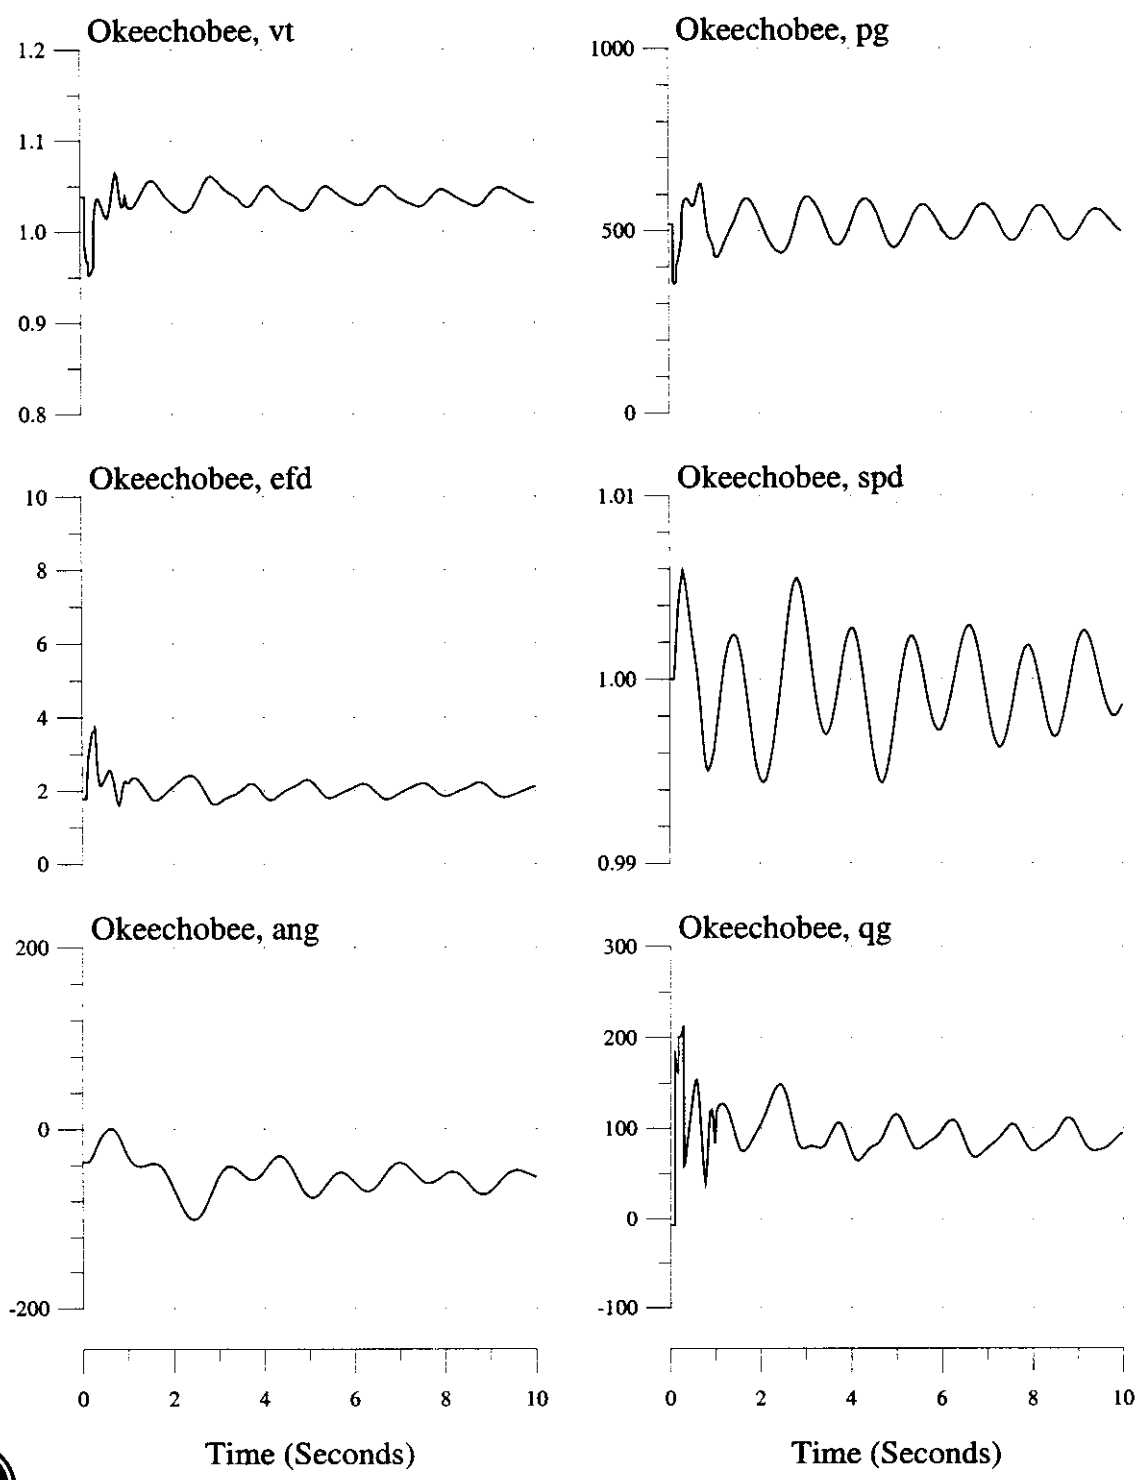 Okeechobee, vt
1.2
1.1
1.0
0.9
0.8
Okeechobee, pg
1000
500
0
Okeechobee, efd
10
8
6
4
2
0
Okeechobee, spd
1.01
1.00
0.99
Okeechobee, ang
200
0
-200
0 2 4 6 8 10
Time (Seconds)
Okeechobee, qg
300
200
100
0
-100
0 2 4 6 8 10
Time (Seconds)